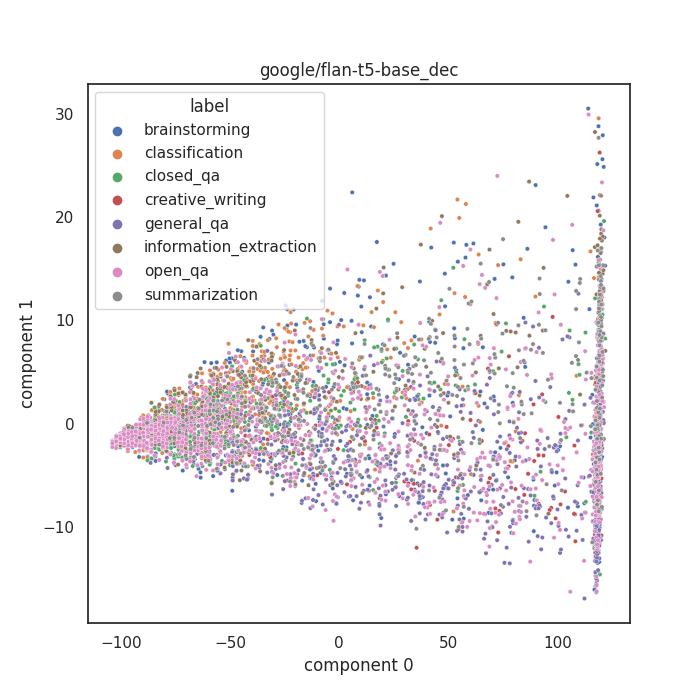 google/flan-t5-base_dec
label
brainstorming
classification
closed_qa
creative_writing
general_qa
information_extraction
open_qa
summarization
30
20
10
0
−10
component 1
−100
−50
0
50
100
component 0